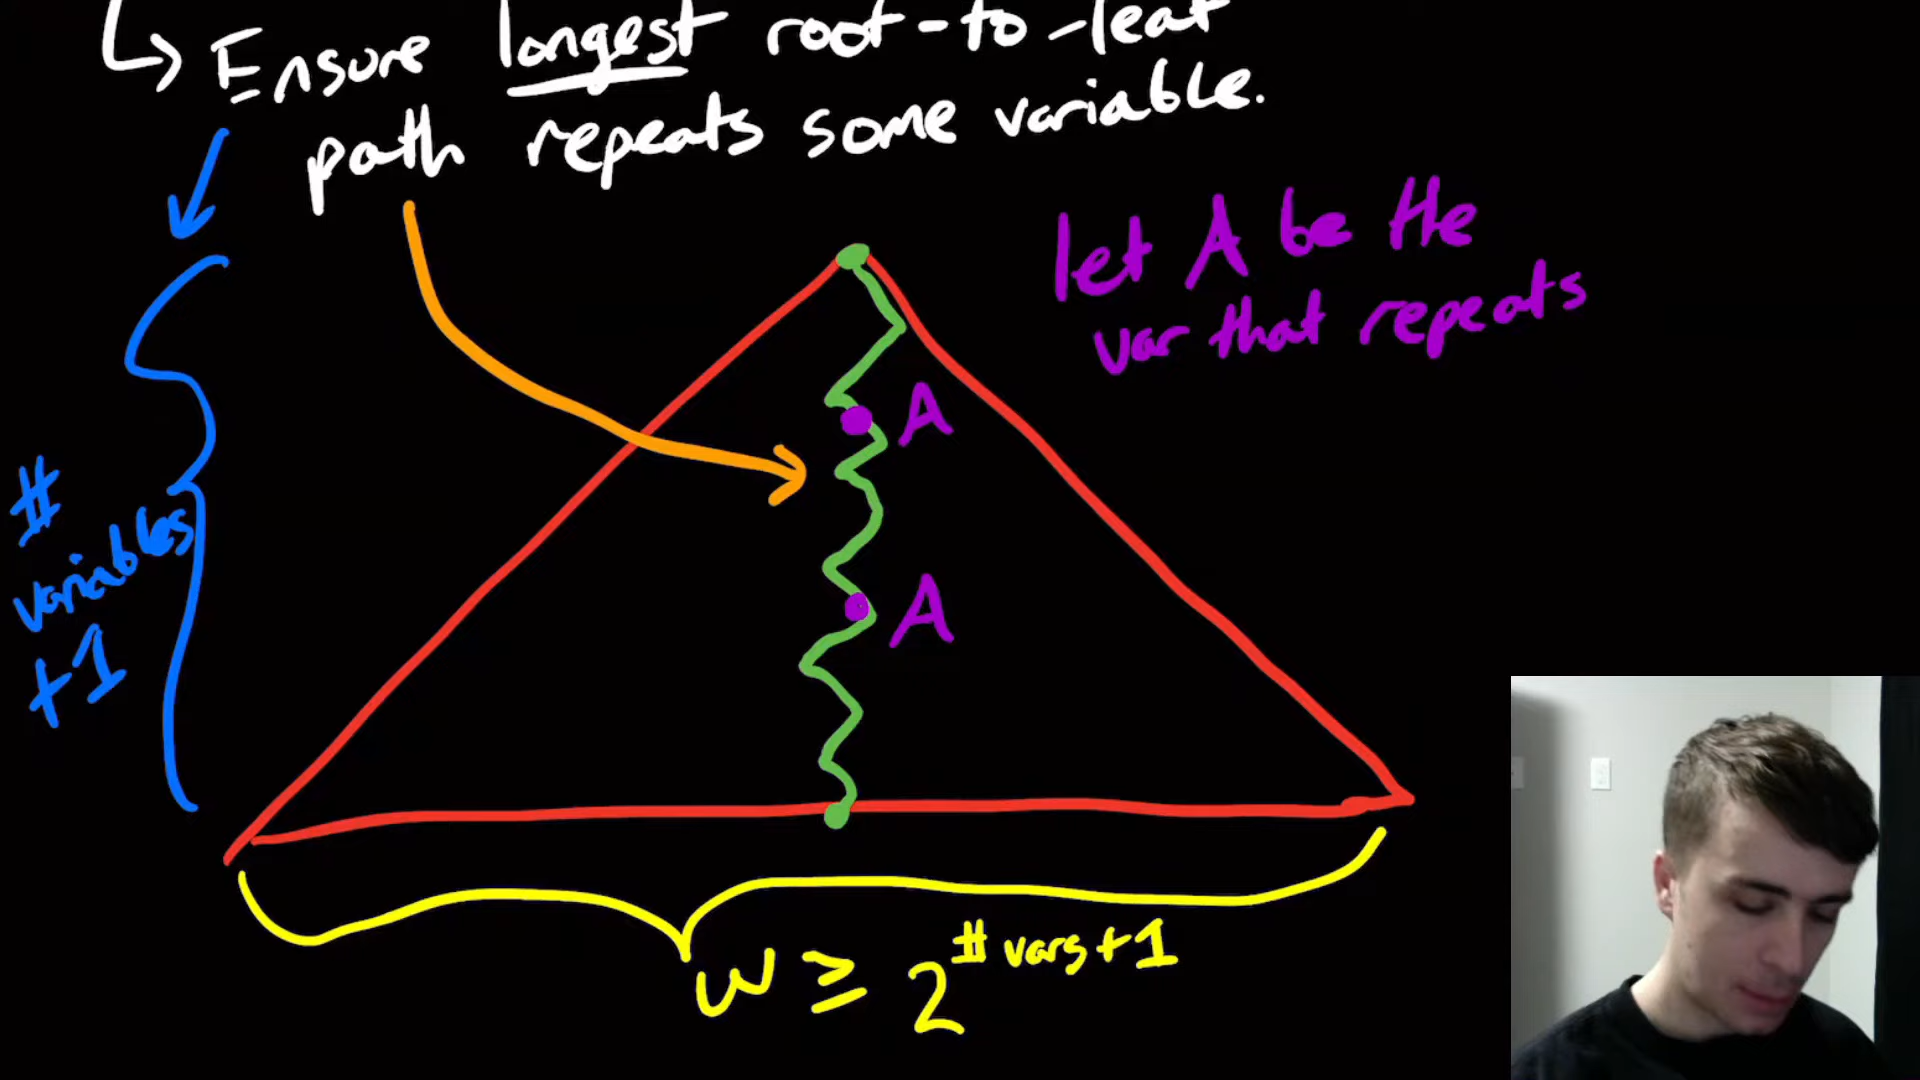 ↳ Ensure longest root-to-leaf
path repeats some variable.
let A be the
var that repeats
A
A
#
variables
+1
w ≥ 2^# vars+1